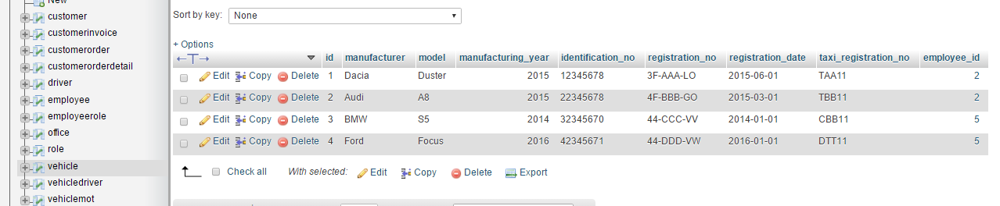 New
customer
customerinvoice
customerorder
customerorderdetail
driver
employee
employeerole
office
role
vehicle
vehicledriver
vehiclemot
Sort by key: None
+ Options
←T→ id manufacturer model manufacturing_year identification_no registration_no registration_date taxi_registration_no employee_id
Edit Copy Delete 1 Dacia Duster 2015 12345678 3F-AAA-LO 2015-06-01 TAA11 2
Edit Copy Delete 2 Audi A8 2015 22345678 4F-BBB-GO 2015-03-01 TBB11 2
Edit Copy Delete 3 BMW S5 2014 32345670 44-CCC-VV 2014-01-01 CBB11 5
Edit Copy Delete 4 Ford Focus 2016 42345671 44-DDD-VW 2016-01-01 DTT11 5
Check all With selected: Edit Copy Delete Export